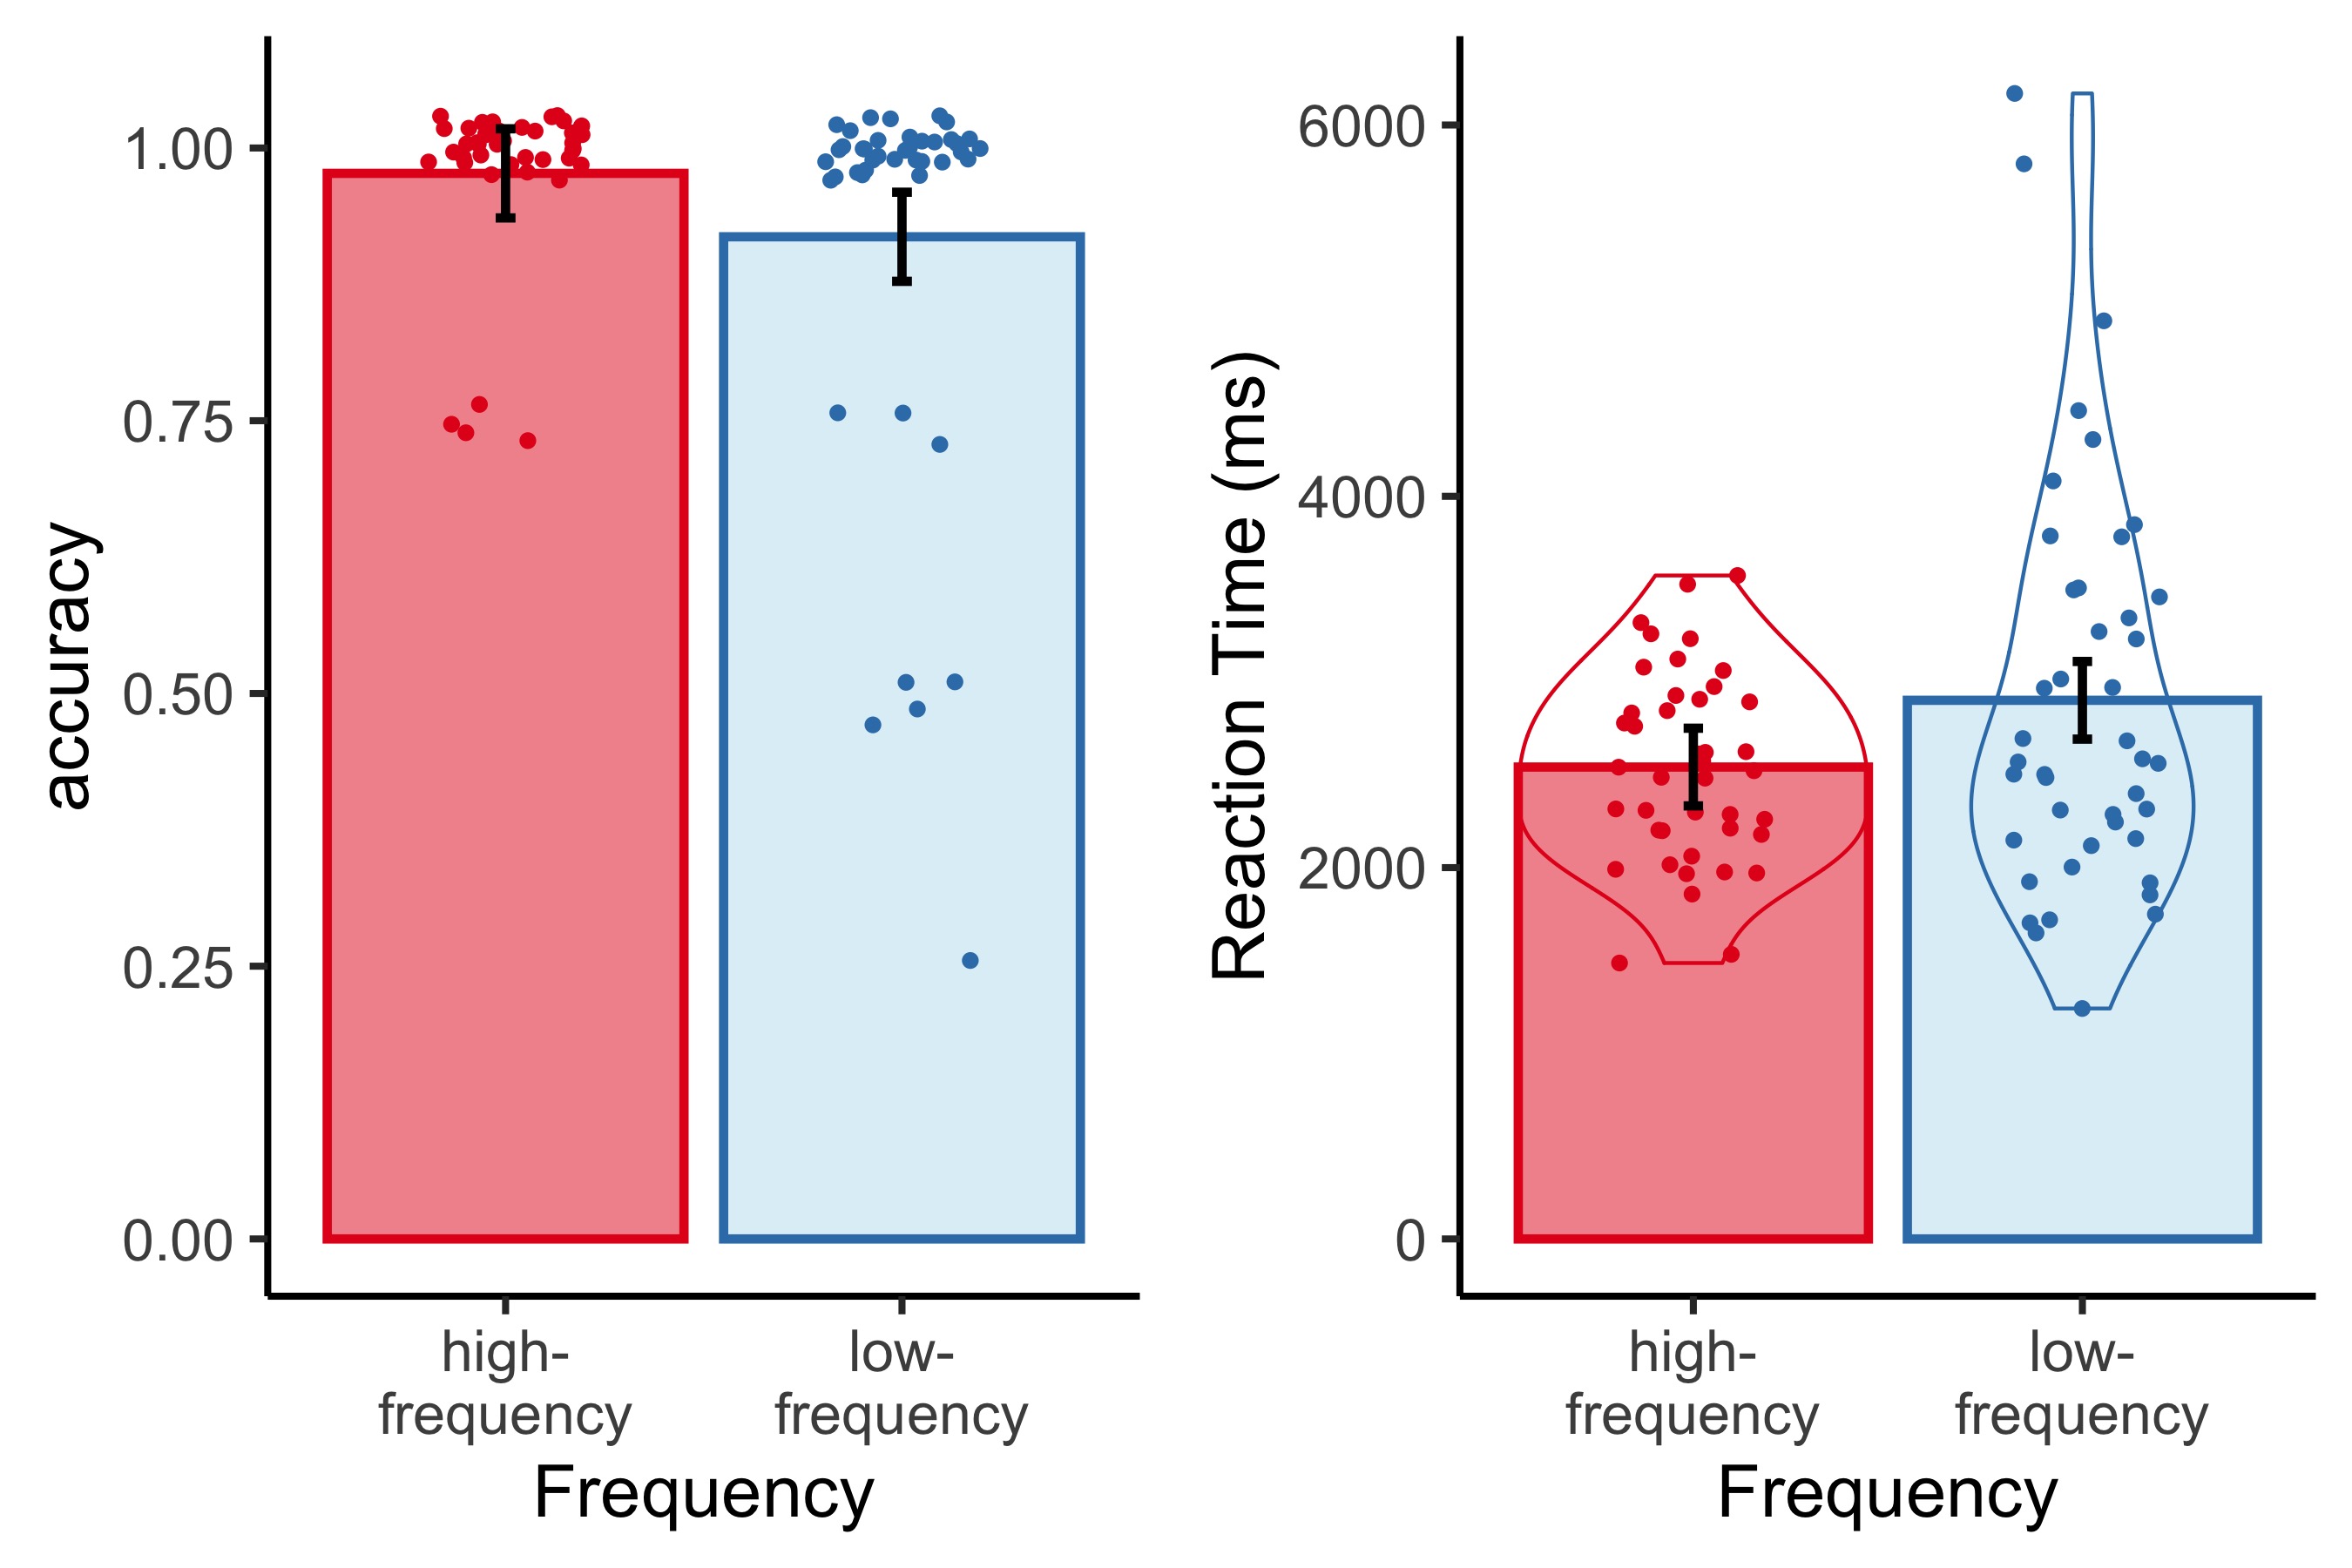 accuracy
1.00
0.75
0.50
0.25
0.00
high-
frequency
low-
frequency
Frequency
Reaction Time (ms)
6000
4000
2000
0
high-
frequency
low-
frequency
Frequency